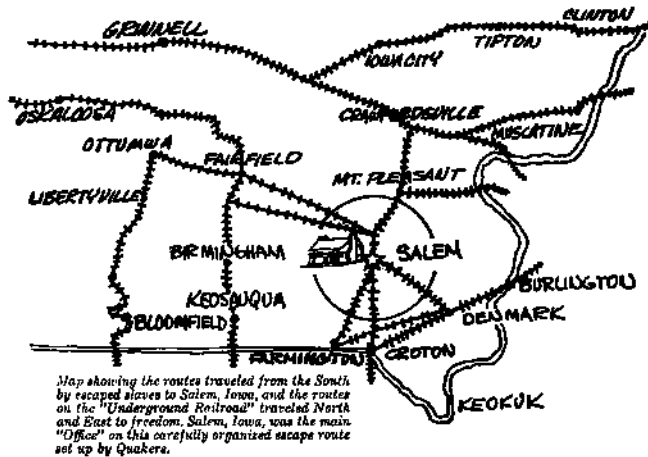 CLINTON
GRINNELL
TIPTON
IOWA CITY
OSKALOOSA
CRAWFORDSVILLE
MUSCATINE
OTTUMWA
FAIRFIELD
MT. PLEASANT
LIBERTYVILLE
BIRMINGHAM
SALEM
KEOSAUQUA
BURLINGTON
BLOOMFIELD
DENMARK
FARMINGTON
CROTON
KEOKUK
Map showing the routes traveled from the South
by escaped slaves to Salem, Iowa, and the routes
on the "Underground Railroad" traveled North
and East to freedom. Salem, Iowa, was the main
"Office" on this carefully organized escape route
set up by Quakers.